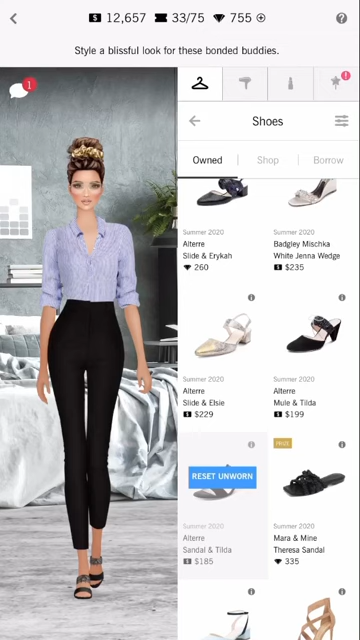 12,657 33/75 755
Style a blissful look for these bonded buddies.
1
!
Shoes
Owned Shop Borrow
Summer 2020 Summer 2020
Alterre Badgley Mischka
Slide & Erykah White Jenna Wedge
260 $235
Summer 2020 Summer 2020
Alterre Alterre
Slide & Elsie Mule & Tilda
$229 $199
PRIZE
RESET UNWORN
Summer 2020 Summer 2020
Alterre Mara & Mine
Sandal & Tilda Theresa Sandal
$185 335